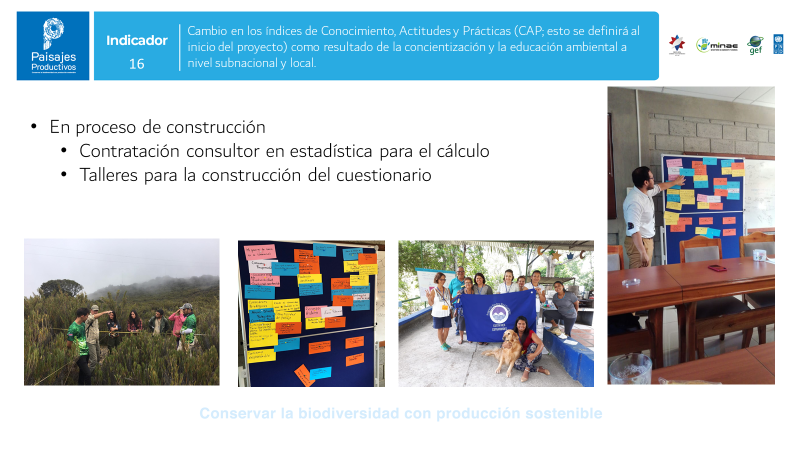 Paisajes
Productivos
Indicador
16
Cambio en los índices de Conocimiento, Actitudes y Prácticas (CAP; esto se definirá al
inicio del proyecto) como resultado de la concientización y la educación ambiental a
nivel subnacional y local.
minae
gef
• En proceso de construcción
• Contratación consultor en estadística para el cálculo
• Talleres para la construcción del cuestionario
Conservar la biodiversidad con producción sostenible